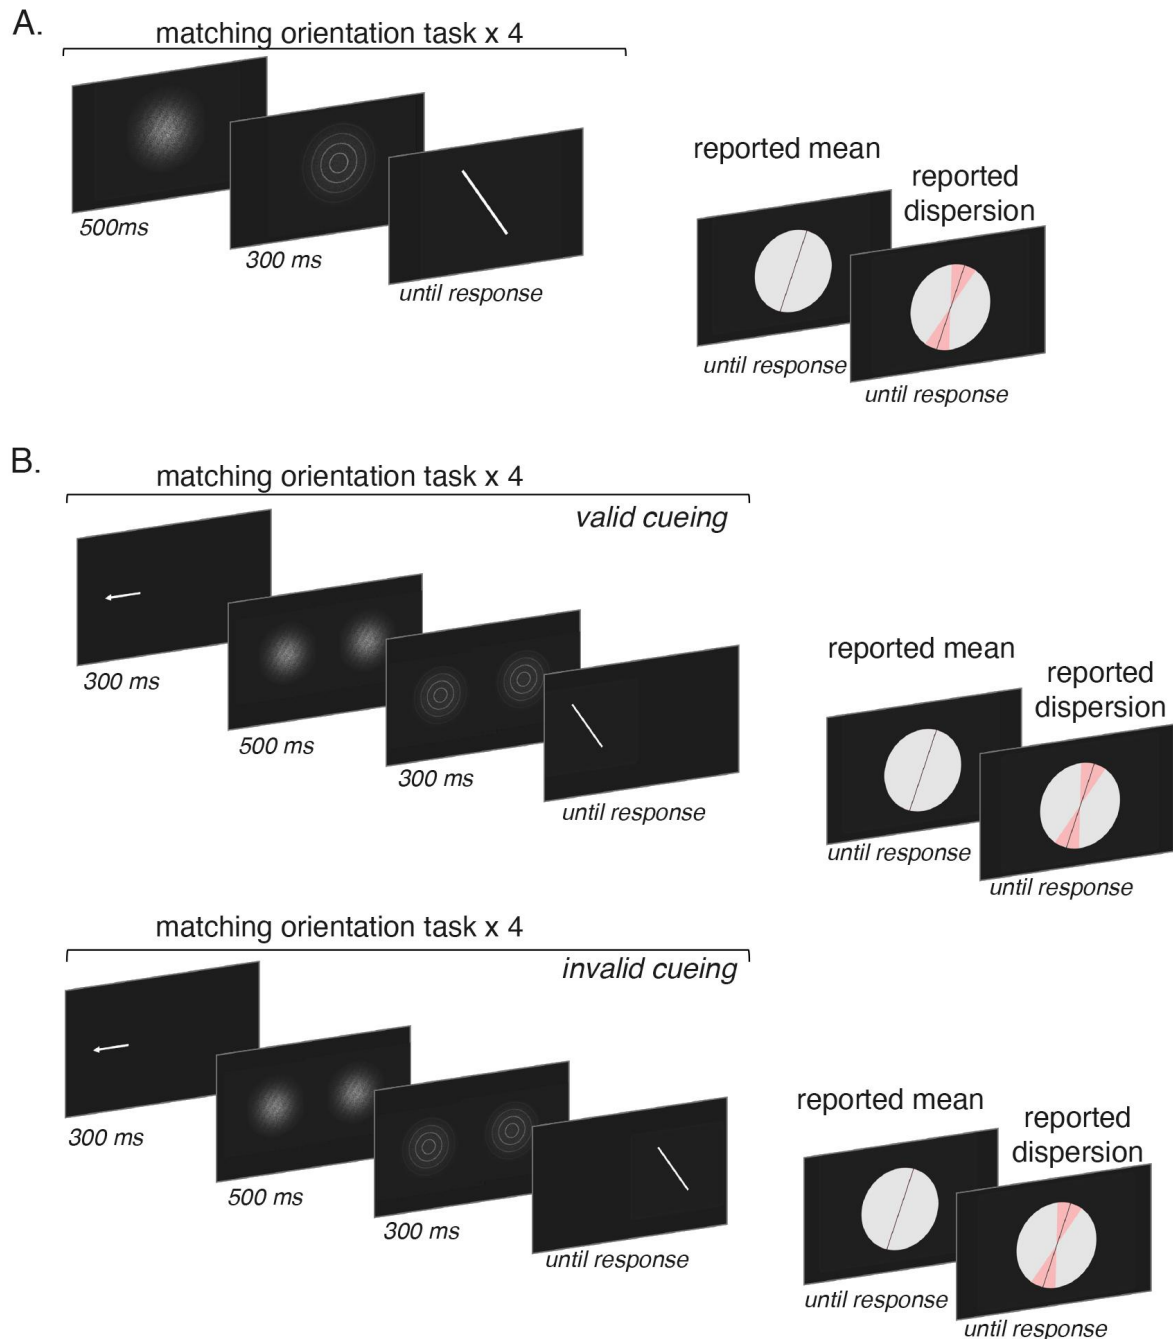 A.
matching orientation task x 4
500ms
300 ms
until response
reported mean
until response
reported
dispersion
until response
B.
matching orientation task x 4
valid cueing
300 ms
500 ms
300 ms
until response
reported mean
until response
reported
dispersion
until response
matching orientation task x 4
invalid cueing
300 ms
500 ms
300 ms
until response
reported mean
until response
reported
dispersion
until response